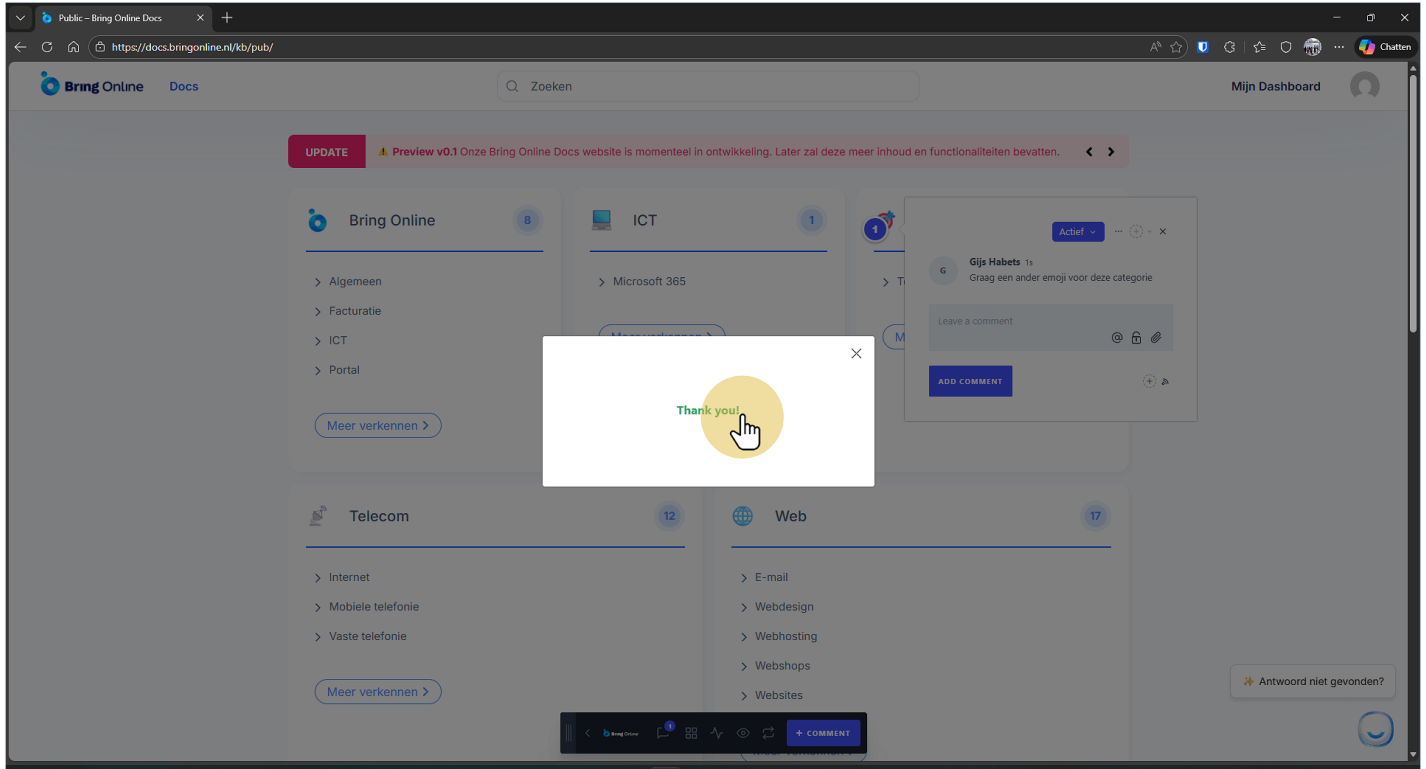 Public – Bring Online Docs
https://docs.bringonline.nl/kb/pub/
Chatten
Bring Online
Docs
Zoeken
Mijn Dashboard
UPDATE
Preview v0.1 Onze Bring Online Docs website is momenteel in ontwikkeling. Later zal deze meer inhoud en functionaliteiten bevatten.
Bring Online
8
Algemeen
Facturatie
ICT
Portal
Meer verkennen
ICT
1
Microsoft 365
1
Actief
G
Gijs Habets 1s
Graag een ander emoji voor deze categorie
Leave a comment
ADD COMMENT
Thank you!
Telecom
12
Internet
Mobiele telefonie
Vaste telefonie
Meer verkennen
Web
17
E-mail
Webdesign
Webhosting
Webshops
Websites
Antwoord niet gevonden?
Bring Online
1
+ COMMENT